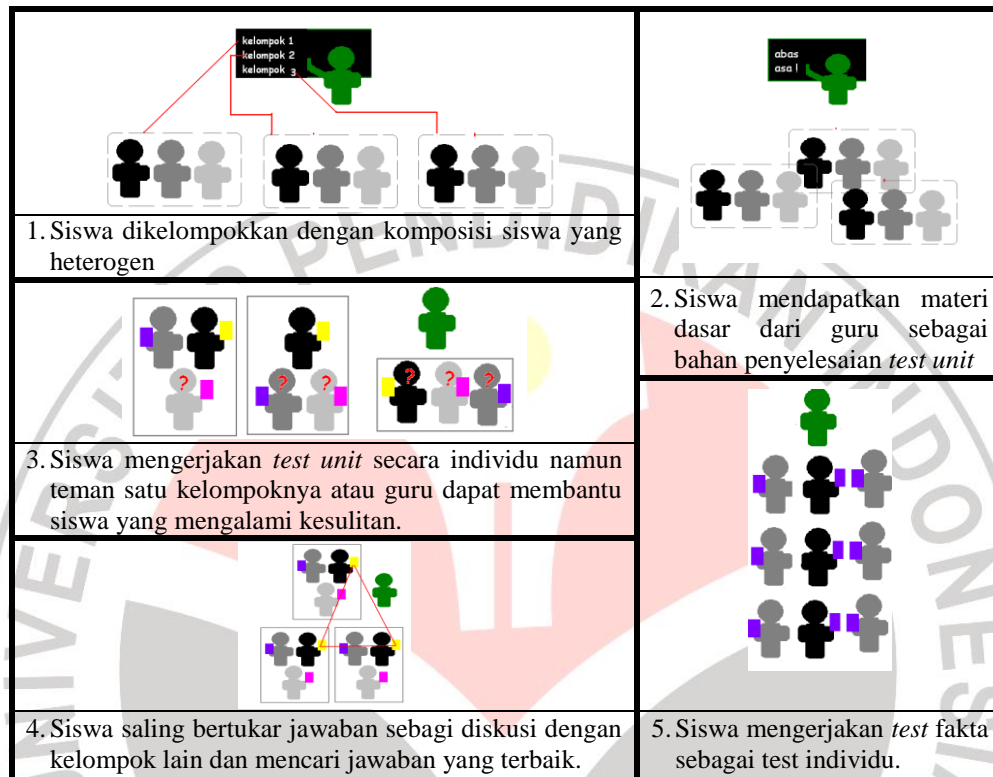 kelompok 1
kelompok 2
kelompok 3
1. Siswa dikelompokkan dengan komposisi siswa yang
heterogen
abas
asa !
2. Siswa mendapatkan materi
dasar dari guru sebagai
bahan penyelesaian test unit
?
? ?
? ? ?
3. Siswa mengerjakan test unit secara individu namun
teman satu kelompoknya atau guru dapat membantu
siswa yang mengalami kesulitan.
4. Siswa saling bertukar jawaban sebagi diskusi dengan
kelompok lain dan mencari jawaban yang terbaik.
5. Siswa mengerjakan test fakta
sebagai test individu.
PENDIDIKAN INDONESIA